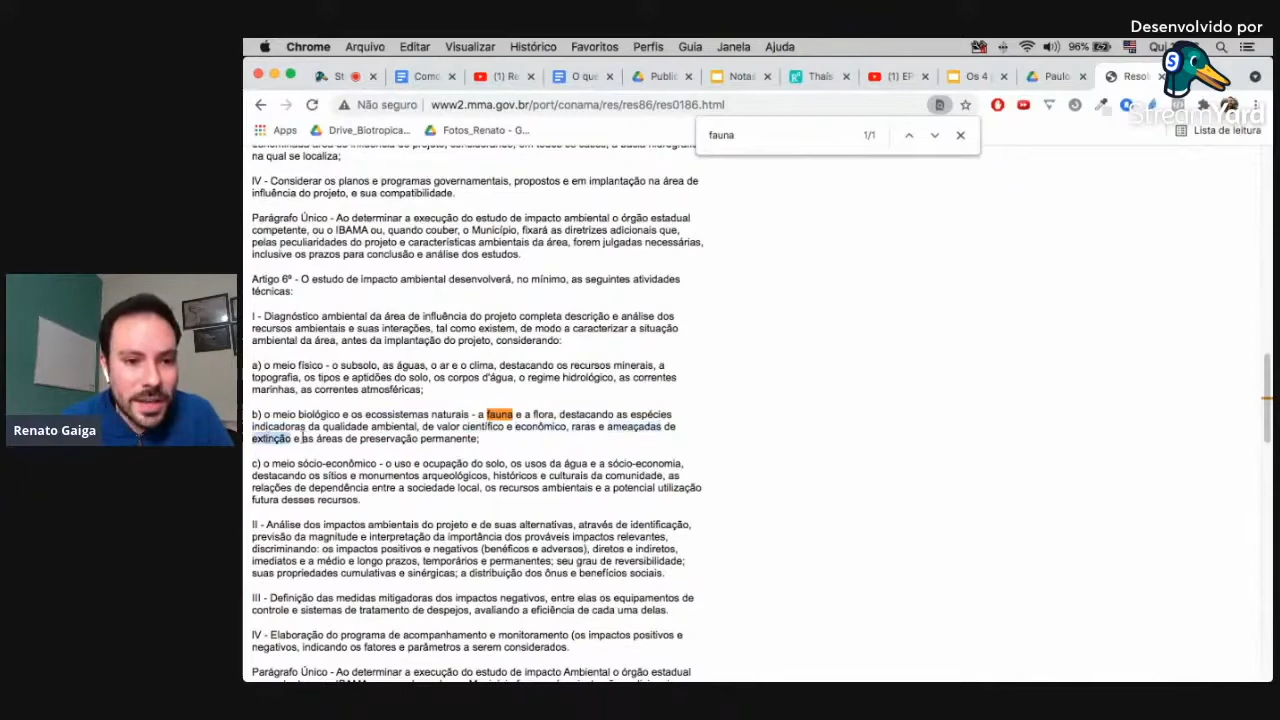 Desenvolvido por
StreamYard
Chrome Arquivo Editar Visualizar Histórico Favoritos Perfis Guia Janela Ajuda 96% Qui
St Como (1) Re O que Public Notas Thaís (1) EP Os 4 Paulo Resol
Não seguro www2.mma.gov.br/port/conama/res/res86/res0186.html
Apps Drive_Biotropica... Fotos_Renato - G... Lista de leitura
fauna 1/1
na qual se localiza;
IV - Considerar os planos e programas governamentais, propostos e em implantação na área de
influência do projeto, e sua compatibilidade.
Parágrafo Único - Ao determinar a execução do estudo de impacto ambiental o órgão estadual
competente, ou o IBAMA ou, quando couber, o Município, fixará as diretrizes adicionais que,
pelas peculiaridades do projeto e características ambientais da área, forem julgadas necessárias,
inclusive os prazos para conclusão e análise dos estudos.
Artigo 6º - O estudo de impacto ambiental desenvolverá, no mínimo, as seguintes atividades
técnicas:
I - Diagnóstico ambiental da área de influência do projeto completa descrição e análise dos
recursos ambientais e suas interações, tal como existem, de modo a caracterizar a situação
ambiental da área, antes da implantação do projeto, considerando:
a) o meio físico - o subsolo, as águas, o ar e o clima, destacando os recursos minerais, a
topografia, os tipos e aptidões do solo, os corpos d'água, o regime hidrológico, as correntes
marinhas, as correntes atmosféricas;
b) o meio biológico e os ecossistemas naturais - a fauna e a flora, destacando as espécies
indicadoras da qualidade ambiental, de valor científico e econômico, raras e ameaçadas de
extinção e as áreas de preservação permanente;
c) o meio sócio-econômico - o uso e ocupação do solo, os usos da água e a sócio-economia,
destacando os sítios e monumentos arqueológicos, históricos e culturais da comunidade, as
relações de dependência entre a sociedade local, os recursos ambientais e a potencial utilização
futura desses recursos.
II - Análise dos impactos ambientais do projeto e de suas alternativas, através de identificação,
previsão da magnitude e interpretação da importância dos prováveis impactos relevantes,
discriminando: os impactos positivos e negativos (benéficos e adversos), diretos e indiretos,
imediatos e a médio e longo prazos, temporários e permanentes; seu grau de reversibilidade;
suas propriedades cumulativas e sinérgicas; a distribuição dos ônus e benefícios sociais.
III - Definição das medidas mitigadoras dos impactos negativos, entre elas os equipamentos de
controle e sistemas de tratamento de despejos, avaliando a eficiência de cada uma delas.
IV - Elaboração do programa de acompanhamento e monitoramento (os impactos positivos e
negativos, indicando os fatores e parâmetros a serem considerados.
Parágrafo Único - Ao determinar a execução do estudo de impacto Ambiental o órgão estadual
Renato Gaiga